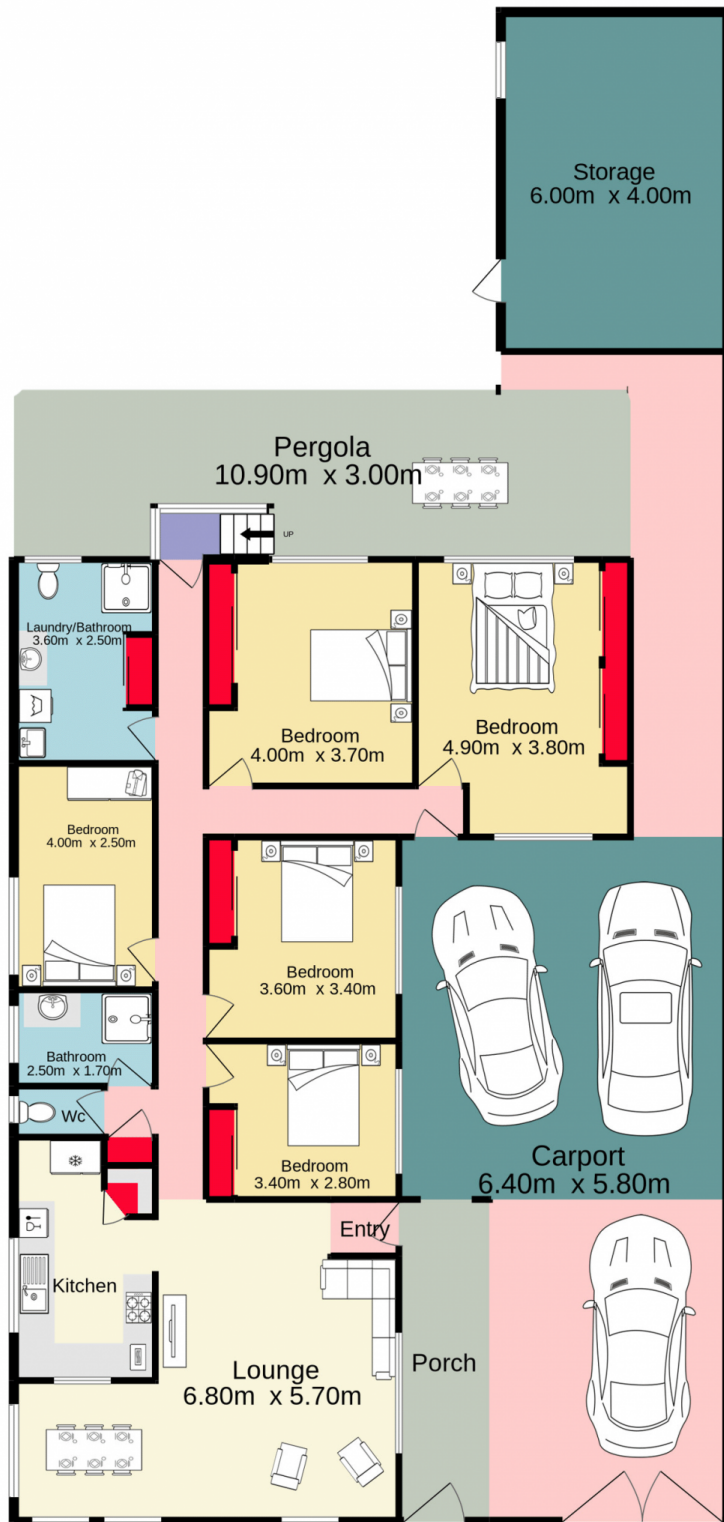 Storage
6.00m x 4.00m
Pergola
10.90m x 3.00m
UP
Laundry/Bathroom
3.60m x 2.50m
Bedroom
4.00m x 3.70m
Bedroom
4.90m x 3.80m
Bedroom
4.00m x 2.50m
Bedroom
3.60m x 3.40m
Bathroom
2.50m x 1.70m
Wc
Bedroom
3.40m x 2.80m
Carport
6.40m x 5.80m
Entry
Kitchen
Lounge
6.80m x 5.70m
Porch